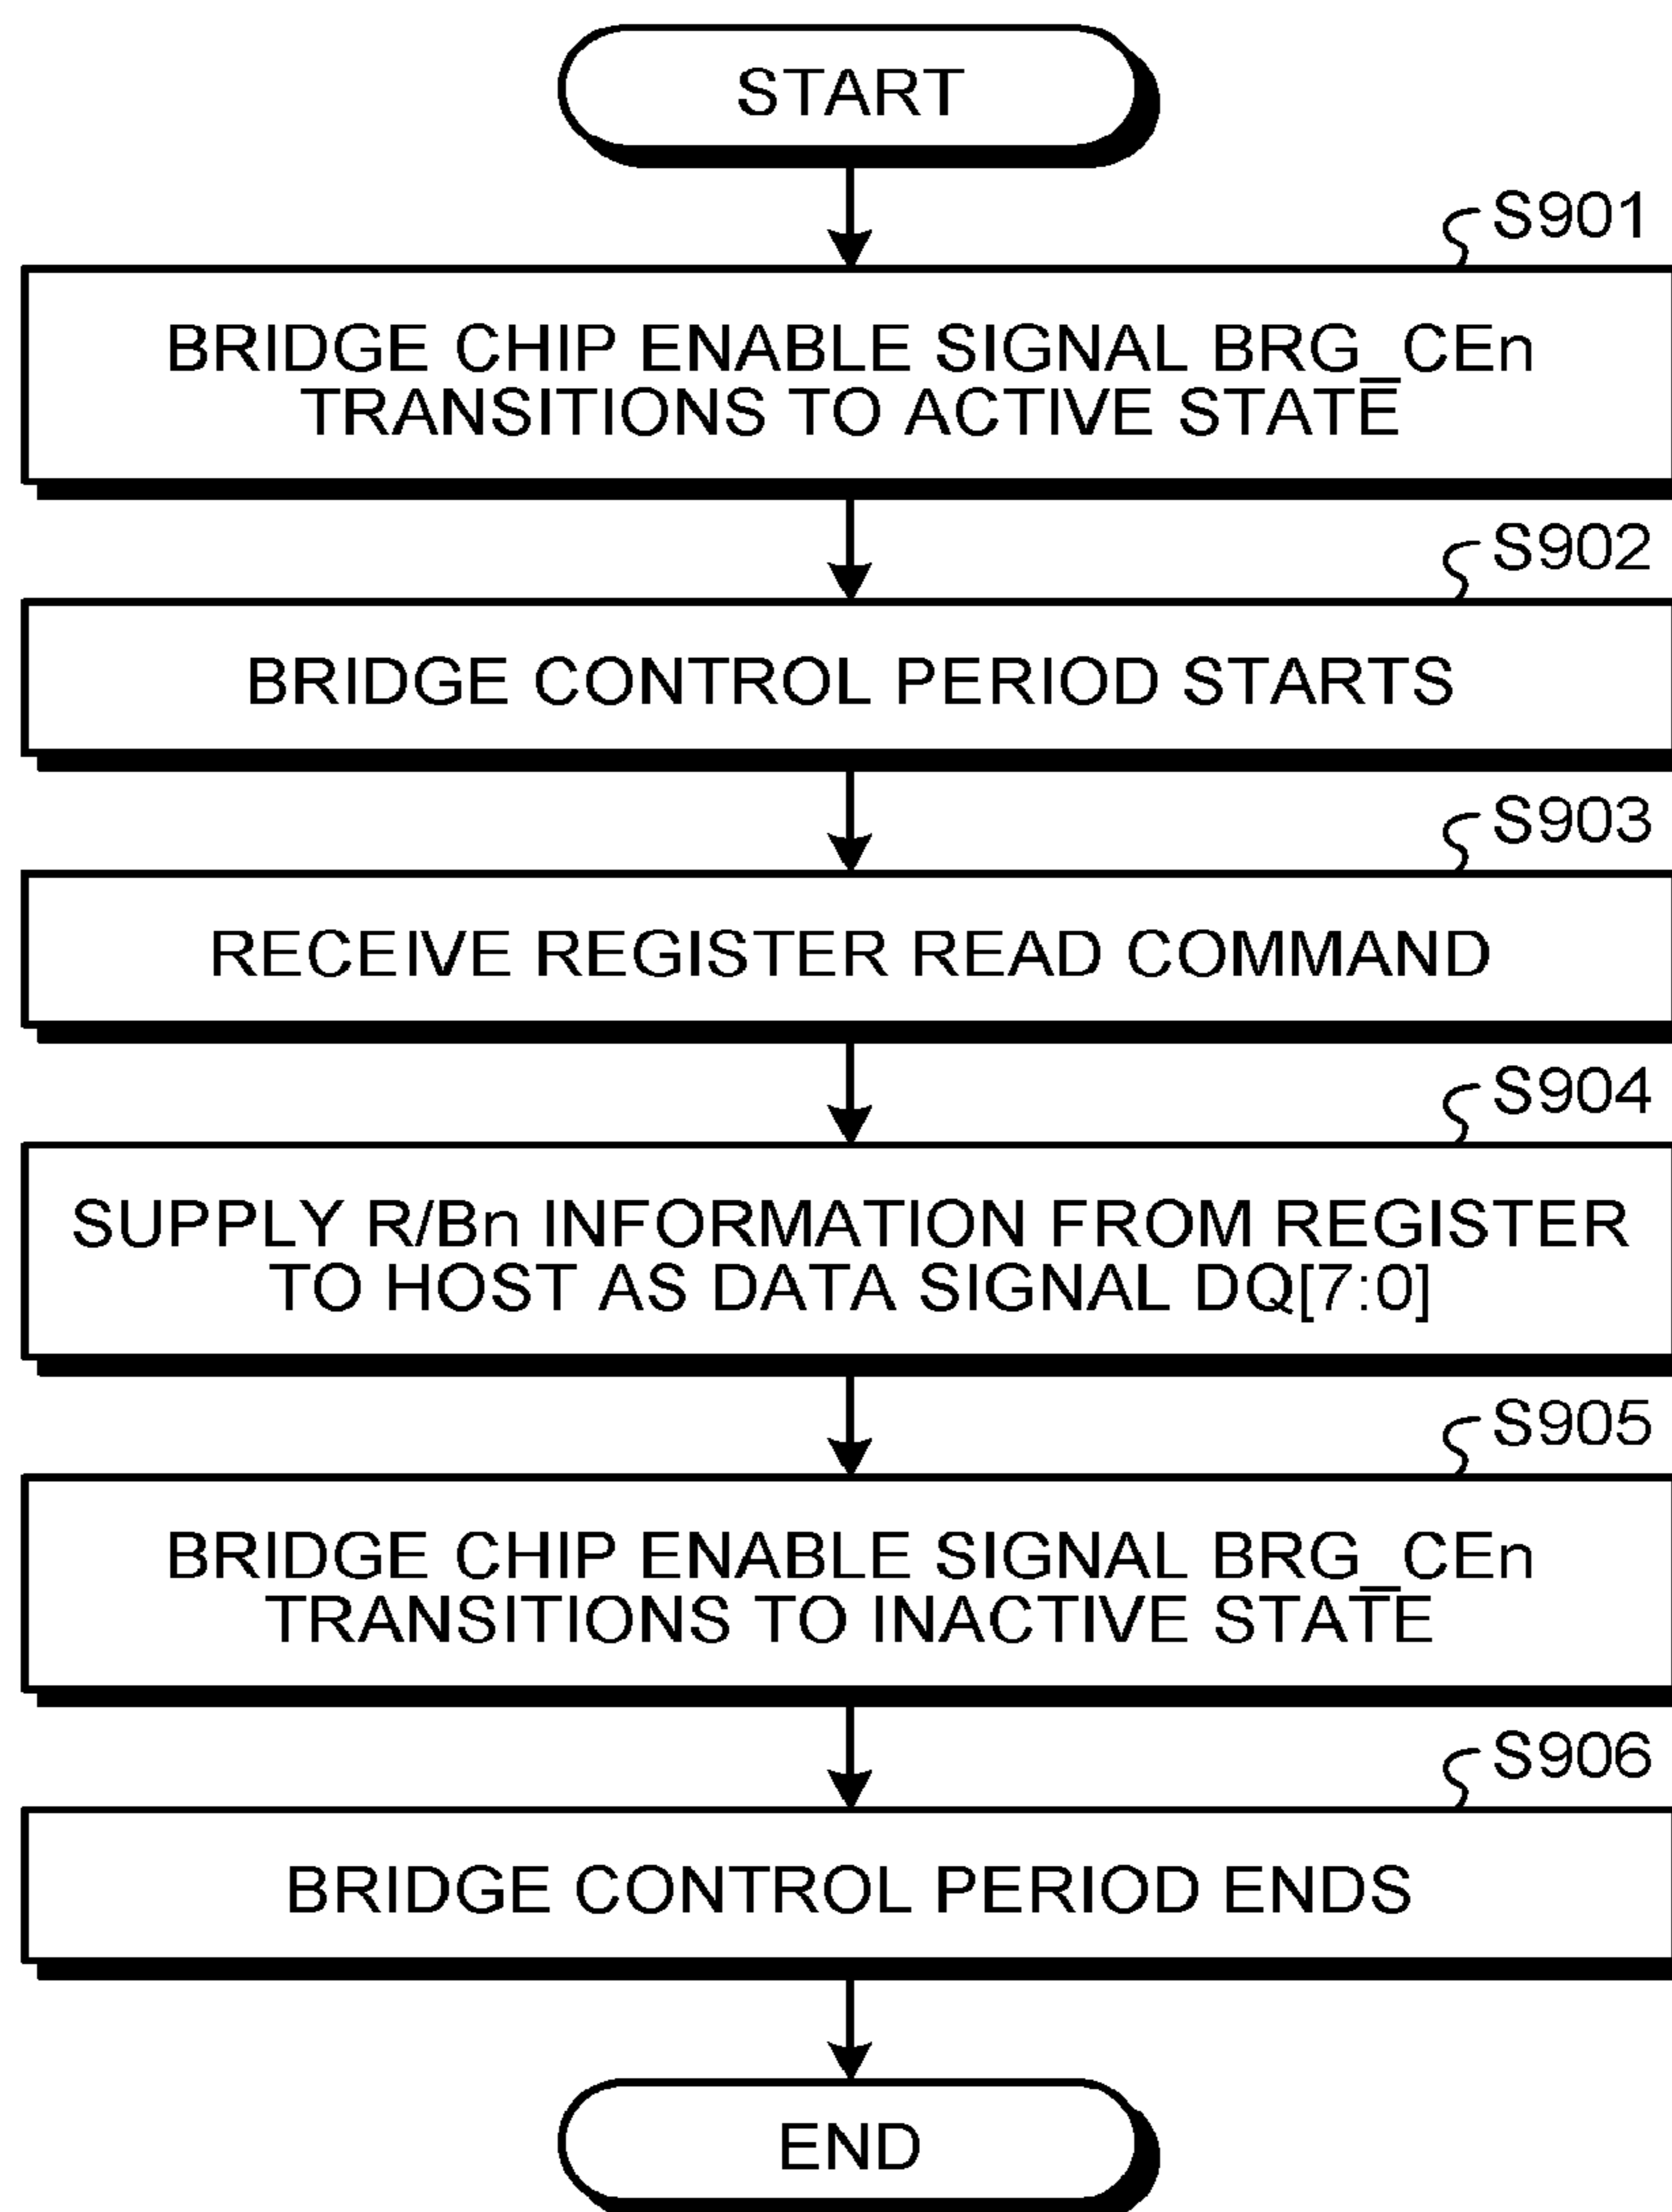 START
S901
BRIDGE CHIP ENABLE SIGNAL BRG_CEn
TRANSITIONS TO ACTIVE STATE
S902
BRIDGE CONTROL PERIOD STARTS
S903
RECEIVE REGISTER READ COMMAND
S904
SUPPLY R/Bn INFORMATION FROM REGISTER
TO HOST AS DATA SIGNAL DQ[7:0]
S905
BRIDGE CHIP ENABLE SIGNAL BRG_CEn
TRANSITIONS TO INACTIVE STATE
S906
BRIDGE CONTROL PERIOD ENDS
END